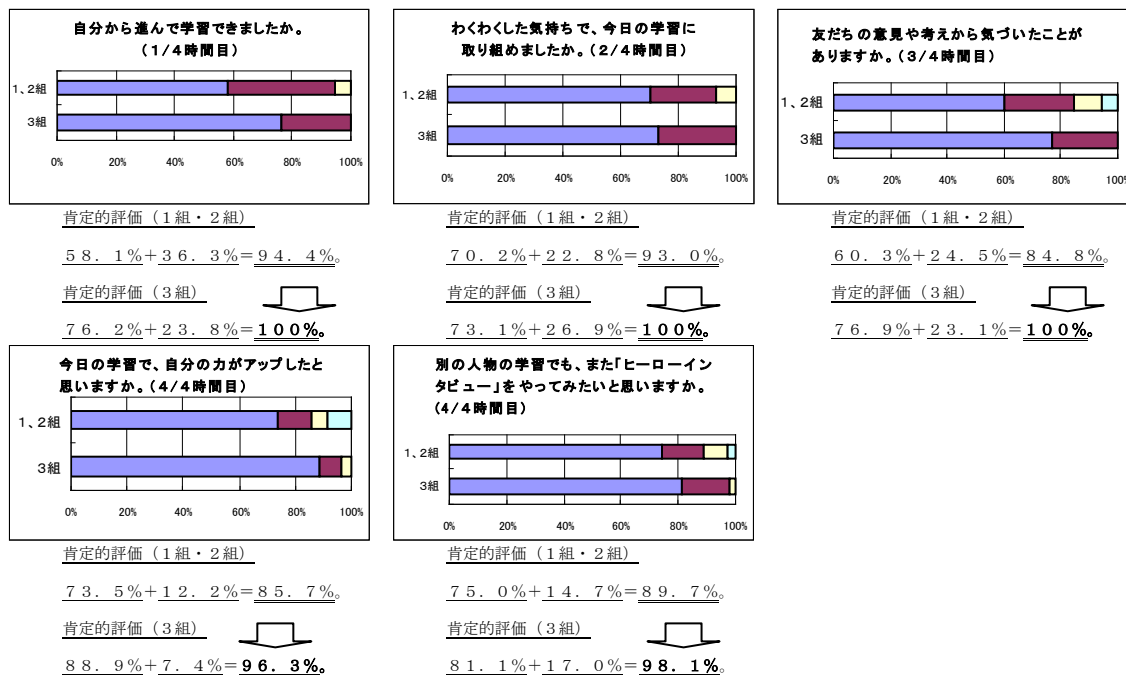 自分から進んで学習できましたか。
(1/4時間目)
1、2組
3組
0% 20% 40% 60% 80% 100%
肯定的評価(1組・2組)
58.1%+36.3%=94.4%。
肯定的評価(3組)
76.2%+23.8%=100%。
わくわくした気持ちで、今日の学習に
取り組めましたか。(2/4時間目)
1、2組
3組
0% 20% 40% 60% 80% 100%
肯定的評価(1組・2組)
70.2%+22.8%=93.0%。
肯定的評価(3組)
73.1%+26.9%=100%。
友だちの意見や考えから気づいたことが
ありますか。(3/4時間目)
1、2組
3組
0% 20% 40% 60% 80% 100%
肯定的評価(1組・2組)
60.3%+24.5%=84.8%。
肯定的評価(3組)
76.9%+23.1%=100%。
今日の学習で、自分の力がアップしたと
思いますか。(4/4時間目)
1、2組
3組
0% 20% 40% 60% 80% 100%
肯定的評価(1組・2組)
73.5%+12.2%=85.7%。
肯定的評価(3組)
88.9%+7.4%=96.3%。
別の人物の学習でも、また「ヒーローイン
タビュー」をやってみたいと思いますか。
(4/4時間目)
1、2組
3組
0% 20% 40% 60% 80% 100%
肯定的評価(1組・2組)
75.0%+14.7%=89.7%。
肯定的評価(3組)
81.1%+17.0%=98.1%。